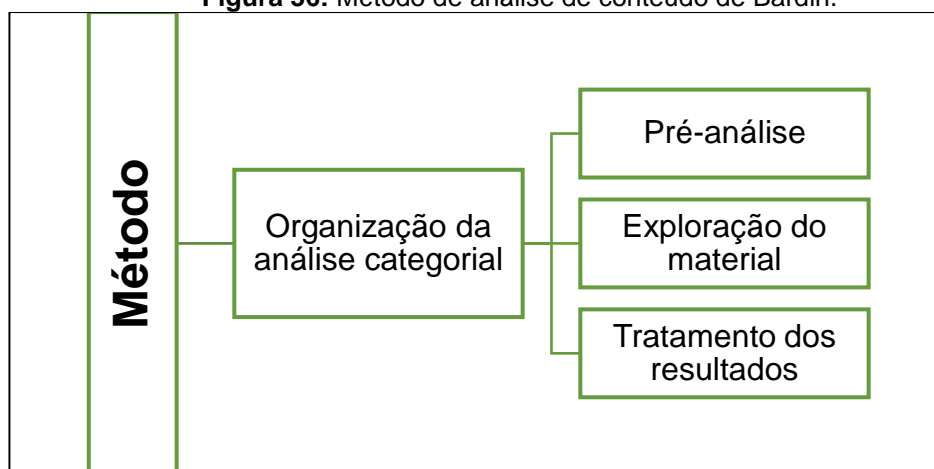 Figura 36. Método de análise de conteúdo de Bardin.
Método
Organização da
análise categorial
Pré-análise
Exploração do
material
Tratamento dos
resultados